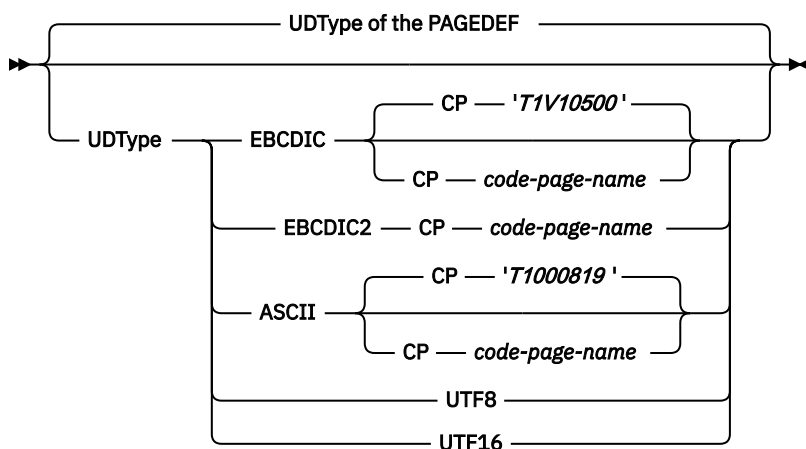 UDType of the PAGEDEF
CP 'T1V10500'
UDType EBCDIC
CP code-page-name
EBCDIC2 CP code-page-name
CP 'T1000819'
ASCII
CP code-page-name
UTF8
UTF16